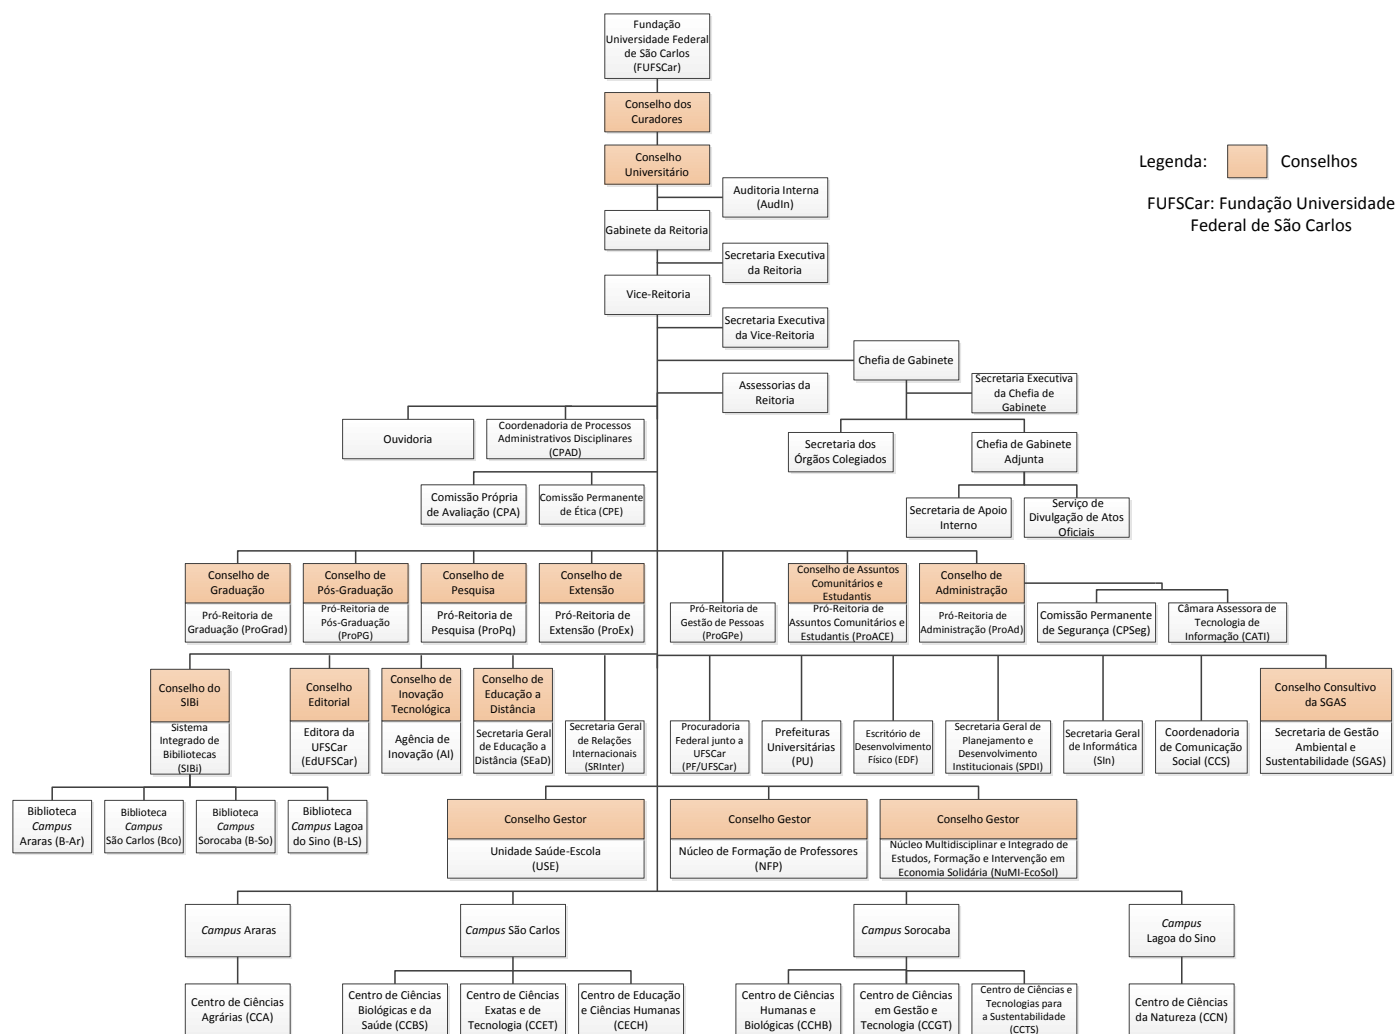 Fundação
Universidade Federal
de São Carlos
(FUFSCar)
Conselho dos
Curadores
Conselho
Universitário
Legenda:
Conselhos
FUFSCar: Fundação Universidade
Federal de São Carlos
Auditoria Interna
(AudIn)
Gabinete da Reitoria
Secretaria Executiva
da Reitoria
Vice-Reitoria
Secretaria Executiva
da Vice-Reitoria
Chefia de Gabinete
Assessorias da
Reitoria
Secretaria Executiva
da Chefia de
Gabinete
Ouvidoria
Coordenadoria de Processos
Administrativos Disciplinares
(CPAD)
Secretaria dos
Órgãos Colegiados
Chefia de Gabinete
Adjunta
Comissão Própria
de Avaliação (CPA)
Comissão Permanente
de Ética (CPE)
Secretaria de Apoio
Interno
Serviço de
Divulgação de Atos
Oficiais
Conselho de
Graduação
Pró-Reitoria de
Graduação (ProGrad)
Conselho de
Pós-Graduação
Pró-Reitoria de
Pós-Graduação
(ProPG)
Conselho de
Pesquisa
Pró-Reitoria de
Pesquisa (ProPq)
Conselho de
Extensão
Pró-Reitoria de
Extensão (ProEx)
Pró-Reitoria de
Gestão de Pessoas
(ProGPe)
Conselho de Assuntos
Comunitários e
Estudantis
Pró-Reitoria de
Assuntos Comunitários e
Estudantis (ProACE)
Conselho de
Administração
Pró-Reitoria de
Administração (ProAd)
Comissão Permanente
de Segurança (CPSeg)
Câmara Assessora de
Tecnologia de
Informação (CATI)
Conselho do
SIBi
Sistema
Integrado de
Bibiliotecas
(SIBi)
Conselho
Editorial
Editora da
UFSCar
(EdUFSCar)
Conselho de
Inovação
Tecnológica
Agência de
Inovação (AI)
Conselho de
Educação a
Distância
Secretaria Geral
de Educação a
Distância (SEaD)
Secretaria Geral
de Relações
Internacionais
(SRInter)
Procuradoria
Federal junto a
UFSCar
(PF/UFSCar)
Prefeituras
Universitárias
(PU)
Escritório de
Desenvolvimento
Físico (EDF)
Secretaria Geral de
Planejamento e
Desenvolvimento
Institucionais (SPDI)
Secretaria Geral
de Informática
(SIn)
Coordenadoria
de Comunicação
Social (CCS)
Conselho Consultivo
da SGAS
Secretaria de Gestão
Ambiental e
Sustentabilidade (SGAS)
Biblioteca
Campus
Araras (B-Ar)
Biblioteca
Campus
São Carlos (Bco)
Biblioteca
Campus
Sorocaba (B-So)
Biblioteca
Campus Lagoa
do Sino (B-LS)
Conselho Gestor
Unidade Saúde-Escola
(USE)
Conselho Gestor
Núcleo de Formação de Professores
(NFP)
Conselho Gestor
Núcleo Multidisciplinar e Integrado de
Estudos, Formação e Intervenção em
Economia Solidária (NuMI-EcoSol)
Campus Araras
Campus São Carlos
Campus Sorocaba
Campus
Lagoa do Sino
Centro de Ciências
Agrárias (CCA)
Centro de Ciências
Biológicas e da
Saúde (CCBS)
Centro de Ciências
Exatas e de
Tecnologia (CCET)
Centro de Educação
e Ciências Humanas
(CECH)
Centro de Ciências
Humanas e
Biológicas (CCHB)
Centro de Ciências
em Gestão e
Tecnologia (CCGT)
Centro de Ciências e
Tecnologias para
a Sustentabilidade
(CCTS)
Centro de Ciências
da Natureza (CCN)